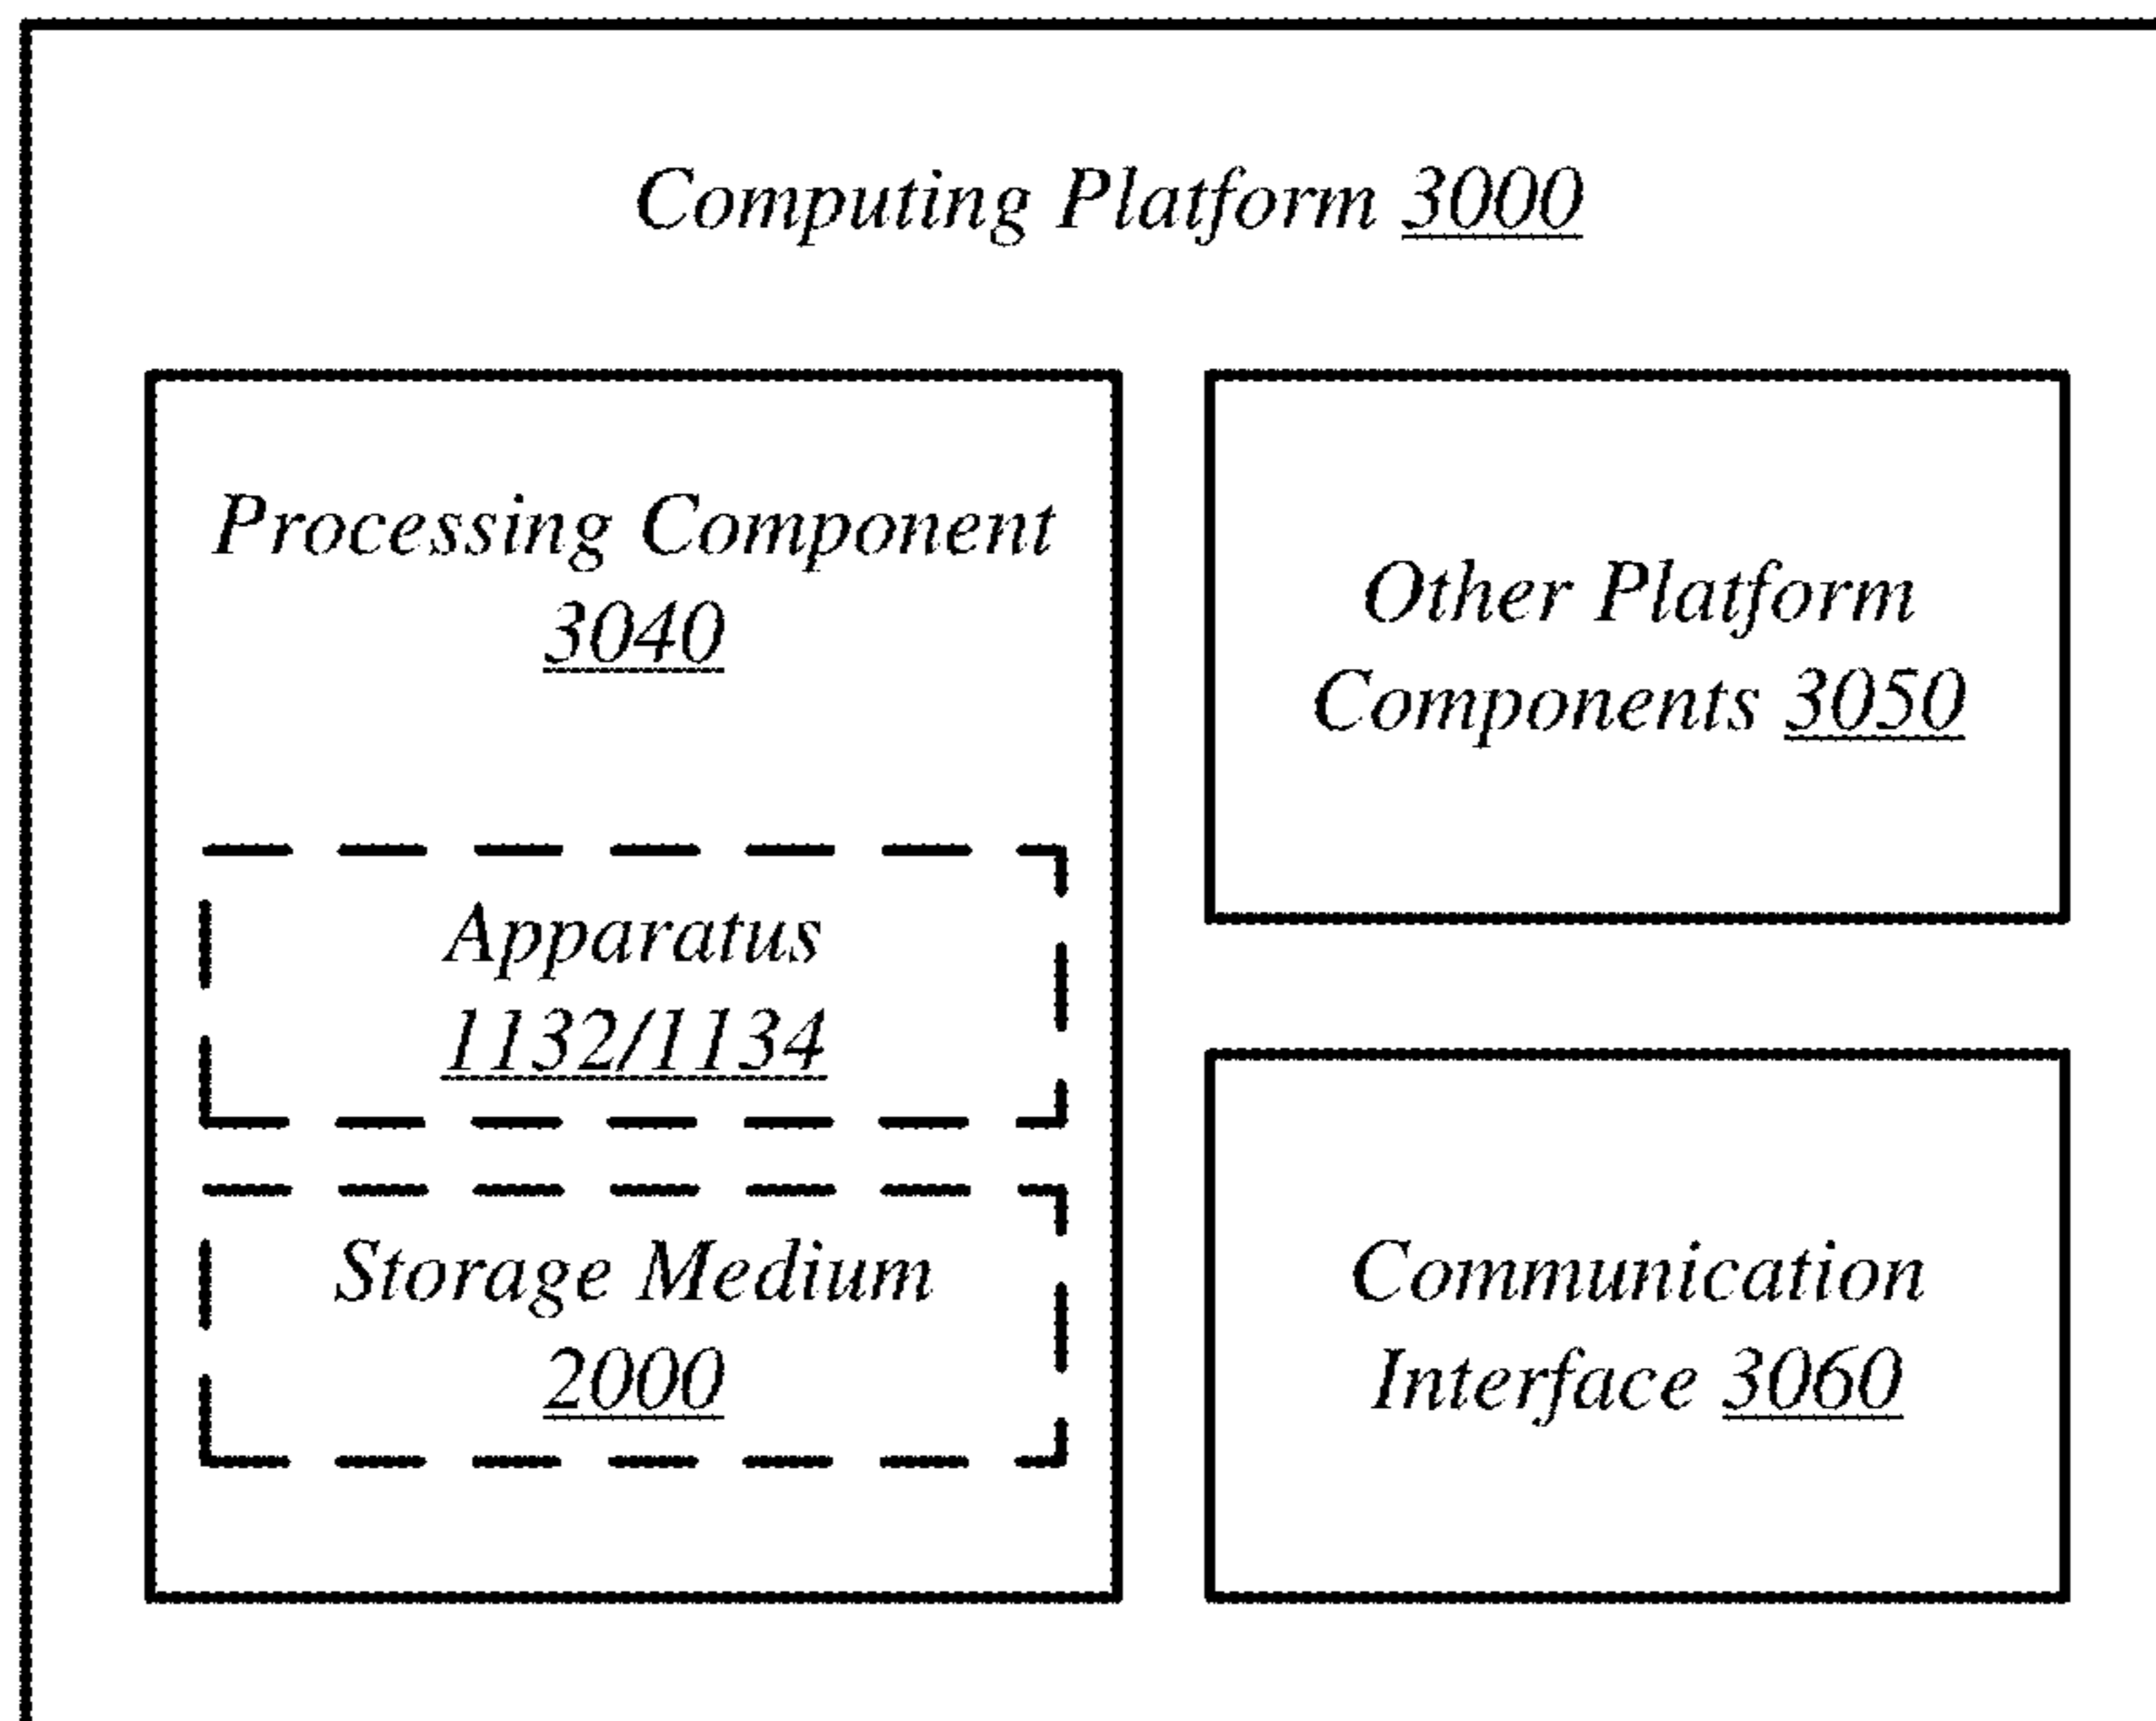 Computing Platform 3000
Processing Component
3040
Apparatus
1132/1134
Storage Medium
2000
Other Platform
Components 3050
Communication
Interface 3060